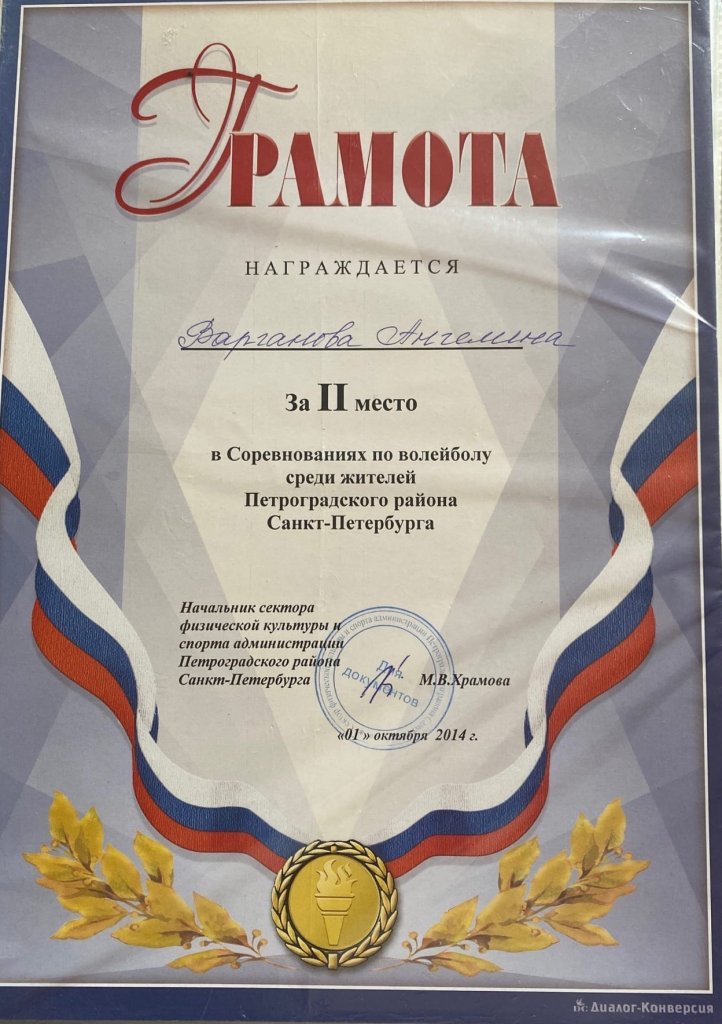 ГРАМОТА
НАГРАЖДАЕТСЯ
Варганова Ангелина
За II место
в Соревнованиях по волейболу
среди жителей
Петроградского района
Санкт-Петербурга
Начальник сектора
физической культуры и
спорта администрации
Петроградского района
Санкт-Петербурга
М.В.Храмова
Для
документов
«01» октября 2014 г.
Диалог-Конверсия